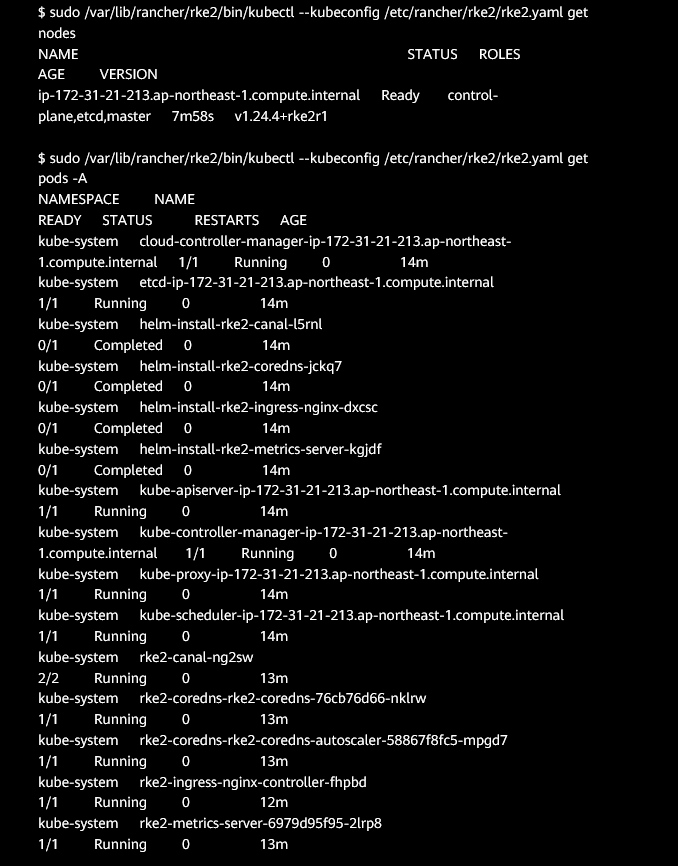 $ sudo /var/lib/rancher/rke2/bin/kubectl --kubeconfig /etc/rancher/rke2/rke2.yaml get
nodes
NAME STATUS ROLES
AGE VERSION
ip-172-31-21-213.ap-northeast-1.compute.internal Ready control-
plane,etcd,master 7m58s v1.24.4+rke2r1
$ sudo /var/lib/rancher/rke2/bin/kubectl --kubeconfig /etc/rancher/rke2/rke2.yaml get
pods -A
NAMESPACE NAME
READY STATUS RESTARTS AGE
kube-system cloud-controller-manager-ip-172-31-21-213.ap-northeast-
1.compute.internal 1/1 Running 0 14m
kube-system etcd-ip-172-31-21-213.ap-northeast-1.compute.internal
1/1 Running 0 14m
kube-system helm-install-rke2-canal-l5rnl
0/1 Completed 0 14m
kube-system helm-install-rke2-coredns-jckq7
0/1 Completed 0 14m
kube-system helm-install-rke2-ingress-nginx-dxcsc
0/1 Completed 0 14m
kube-system helm-install-rke2-metrics-server-kgjdf
0/1 Completed 0 14m
kube-system kube-apiserver-ip-172-31-21-213.ap-northeast-1.compute.internal
1/1 Running 0 14m
kube-system kube-controller-manager-ip-172-31-21-213.ap-northeast-
1.compute.internal 1/1 Running 0 14m
kube-system kube-proxy-ip-172-31-21-213.ap-northeast-1.compute.internal
1/1 Running 0 14m
kube-system kube-scheduler-ip-172-31-21-213.ap-northeast-1.compute.internal
1/1 Running 0 14m
kube-system rke2-canal-ng2sw
2/2 Running 0 13m
kube-system rke2-coredns-rke2-coredns-76cb76d66-nklrw
1/1 Running 0 13m
kube-system rke2-coredns-rke2-coredns-autoscaler-58867f8fc5-mpgd7
1/1 Running 0 13m
kube-system rke2-ingress-nginx-controller-fhpbd
1/1 Running 0 12m
kube-system rke2-metrics-server-6979d95f95-2lrp8
1/1 Running 0 13m